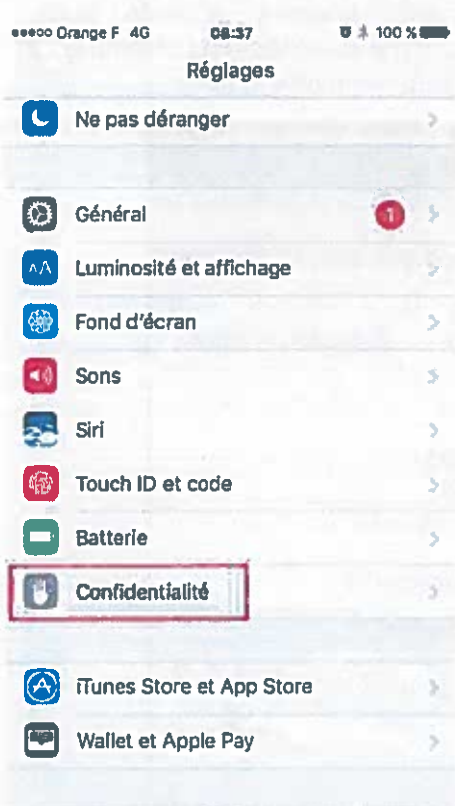 Orange F 4G 08:37 100 %
Réglages
Ne pas déranger
Général 1
AA Luminosité et affichage
Fond d'écran
Sons
Siri
Touch ID et code
Batterie
Confidentialité
iTunes Store et App Store
Wallet et Apple Pay